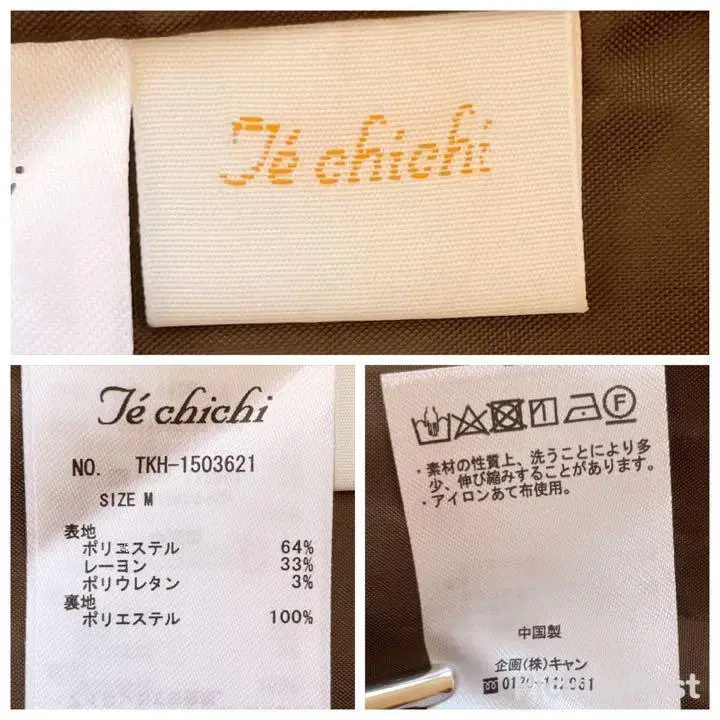 Té chichi
Té chichi
NO. TKH-1503621
SIZE M
表地
ポリエステル 64%
レーヨン 33%
ポリウレタン 3%
裏地
ポリエステル 100%
F
・素材の性質上、洗うことにより多
少、伸び縮みすることがあります。
・アイロンあて布使用。
中国製
企画(株)キャン